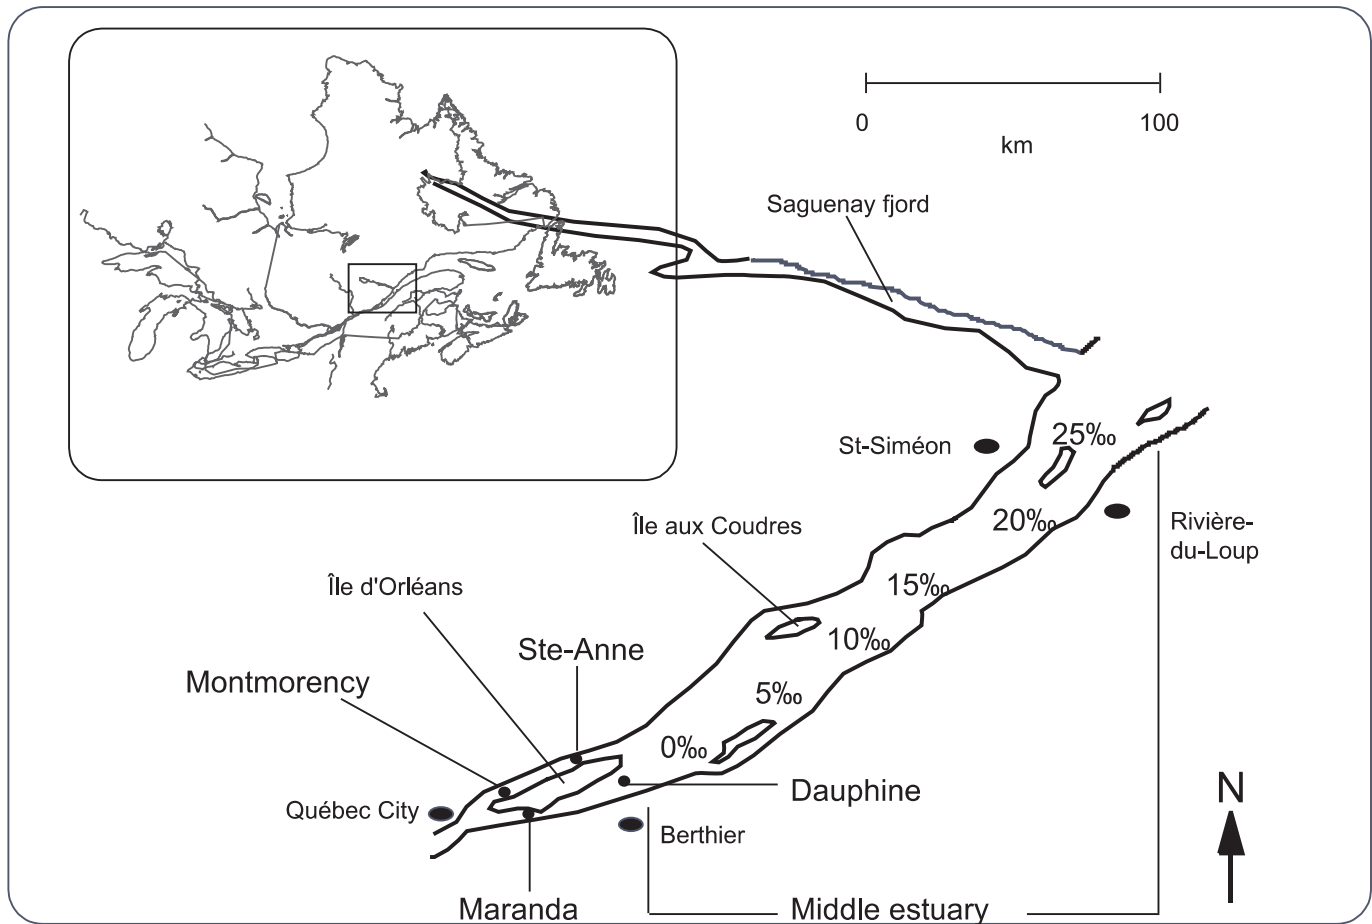 0
100
km
Saguenay fjord
25‰
St-Siméon
20‰
Rivière-
du-Loup
Île aux Coudres
15‰
Île d'Orléans
10‰
Ste-Anne
Montmorency
5‰
0‰
Dauphine
Québec City
Berthier
N
Maranda
Middle estuary